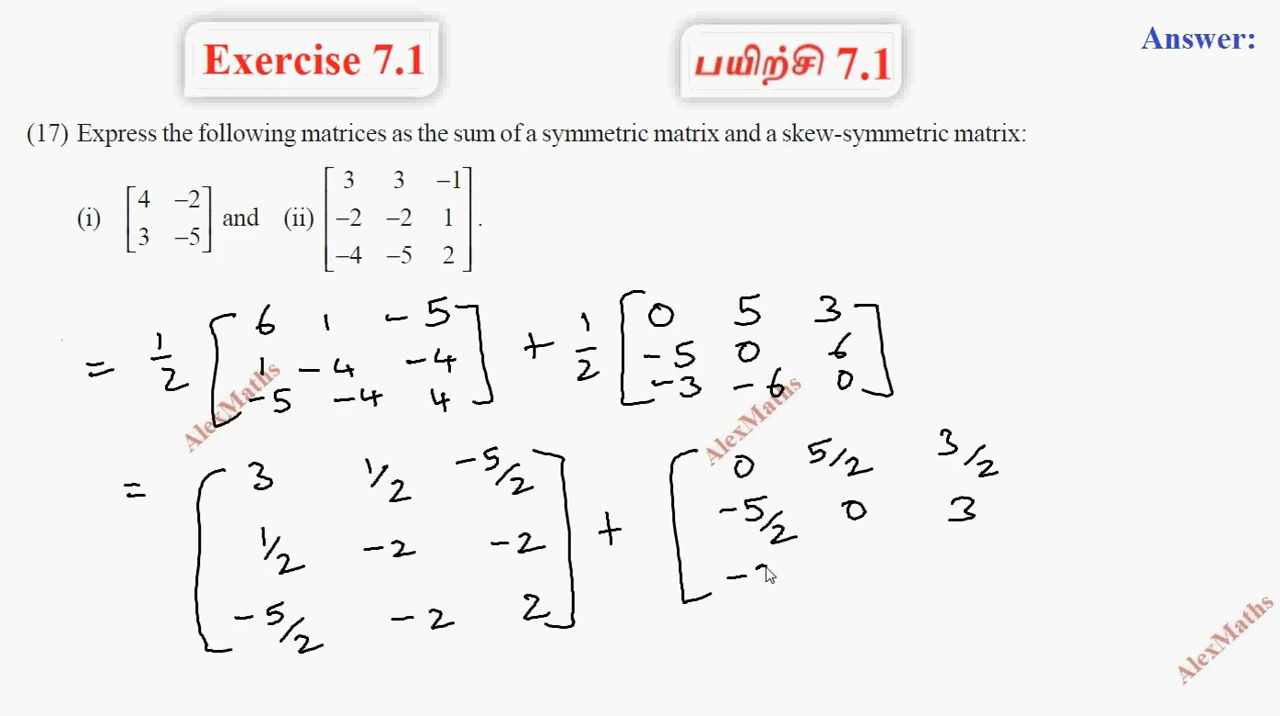 Exercise 7.1
பயிற்சி 7.1
Answer:
(17) Express the following matrices as the sum of a symmetric matrix and a skew-symmetric matrix:
(i) [4 −2 and (ii) [3 3 −1
3 −5] −2 −2 1
−4 −5 2].
= 1/2 [6 1 -5 + 1/2 [0 5 3
1 -4 -4 -5 0 6
-5 -4 4] -3 -6 0]
AlexMaths
AlexMaths
= [3 1/2 -5/2 + [0 5/2 3/2
1/2 -2 -2 -5/2 0 3
-5/2 -2 2] -
AlexMaths